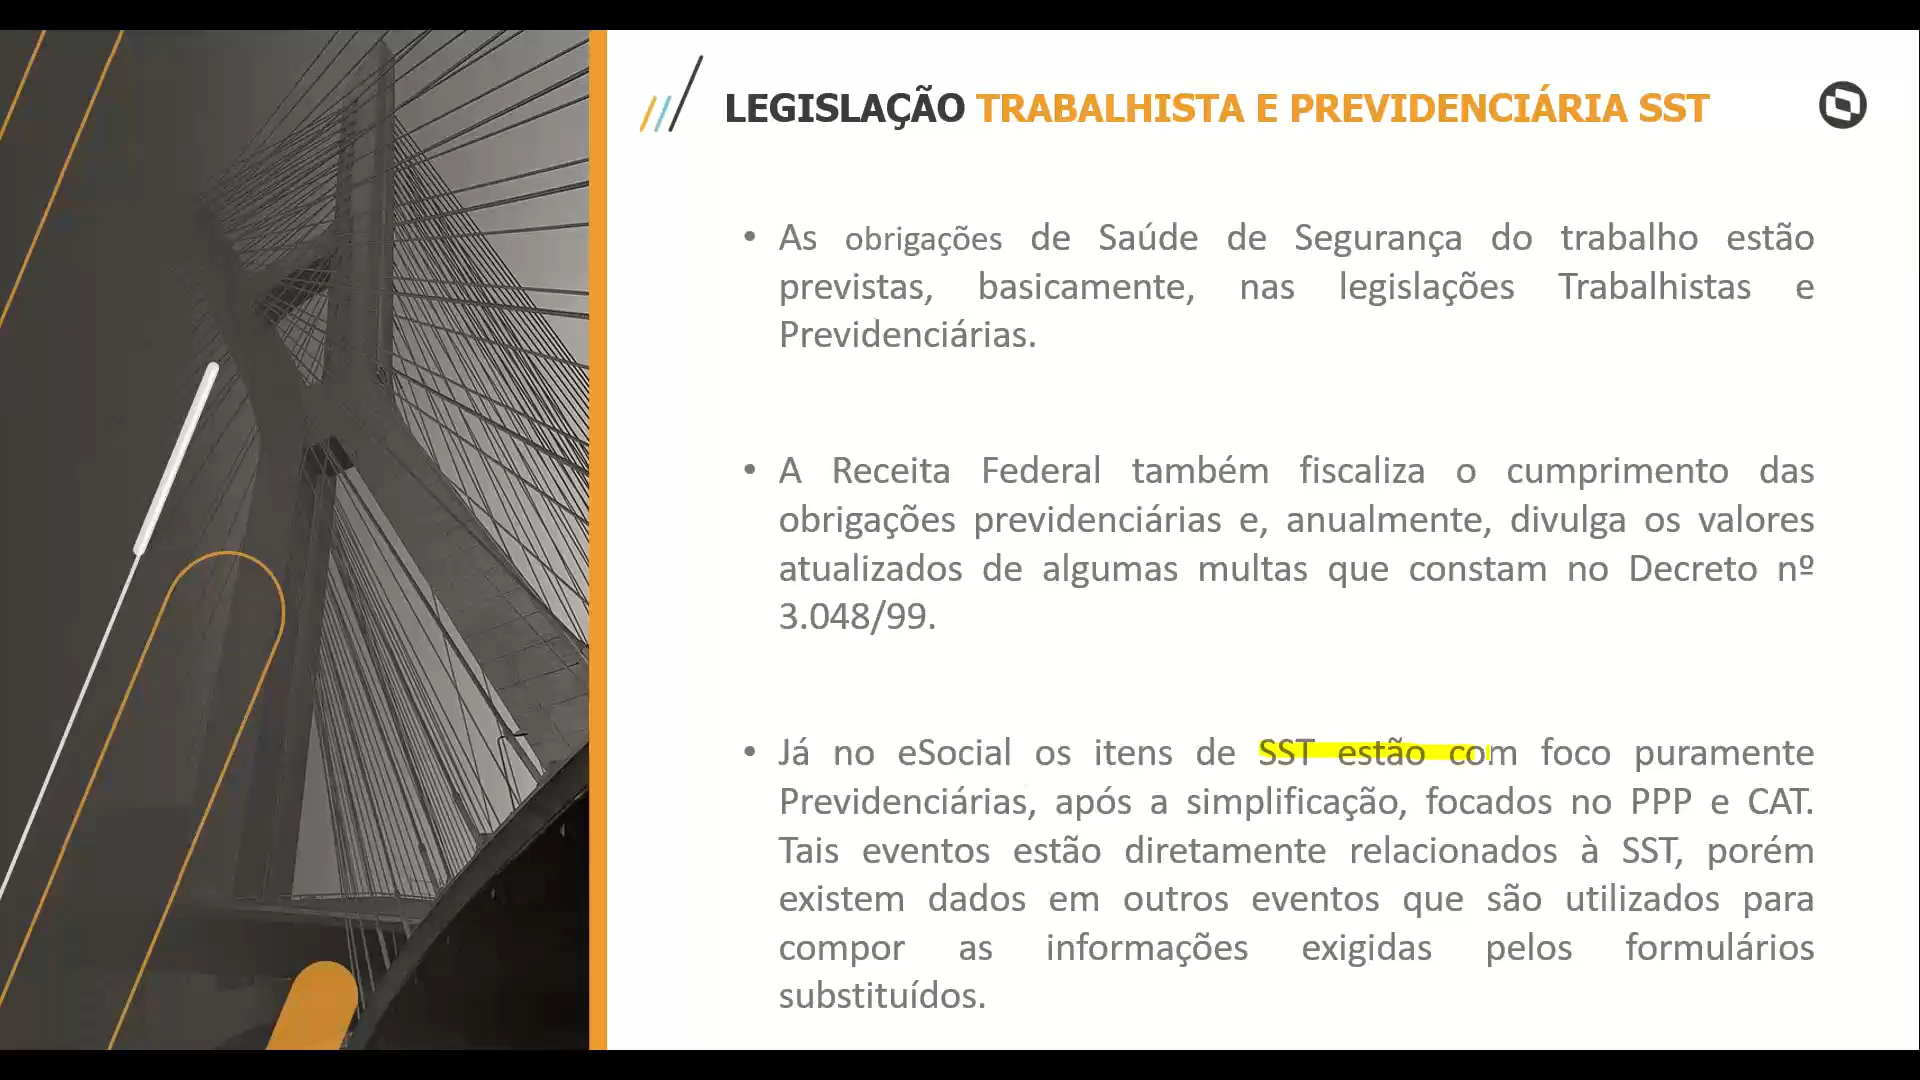 LEGISLAÇÃO TRABALHISTA E PREVIDENCIÁRIA SST
• As obrigações de Saúde de Segurança do trabalho estão
previstas, basicamente, nas legislações Trabalhistas e
Previdenciárias.
• A Receita Federal também fiscaliza o cumprimento das
obrigações previdenciárias e, anualmente, divulga os valores
atualizados de algumas multas que constam no Decreto nº
3.048/99.
• Já no eSocial os itens de SST estão com foco puramente
Previdenciárias, após a simplificação, focados no PPP e CAT.
Tais eventos estão diretamente relacionados à SST, porém
existem dados em outros eventos que são utilizados para
compor as informações exigidas pelos formulários
substituídos.